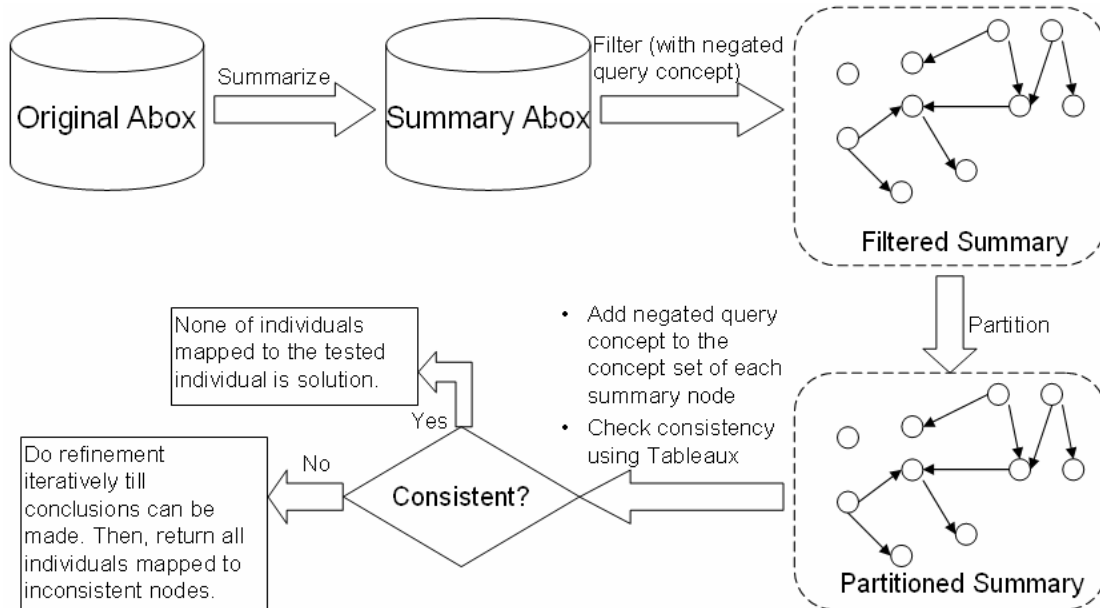 Original Abox
Summarize
Summary Abox
Filter (with negated
query concept)
Filtered Summary
Partition
Partitioned Summary
• Add negated query
concept to the
concept set of each
summary node
• Check consistency
using Tableaux
Consistent?
Yes
None of individuals
mapped to the tested
individual is solution.
No
Do refinement
iteratively till
conclusions can be
made. Then, return all
individuals mapped to
inconsistent nodes.